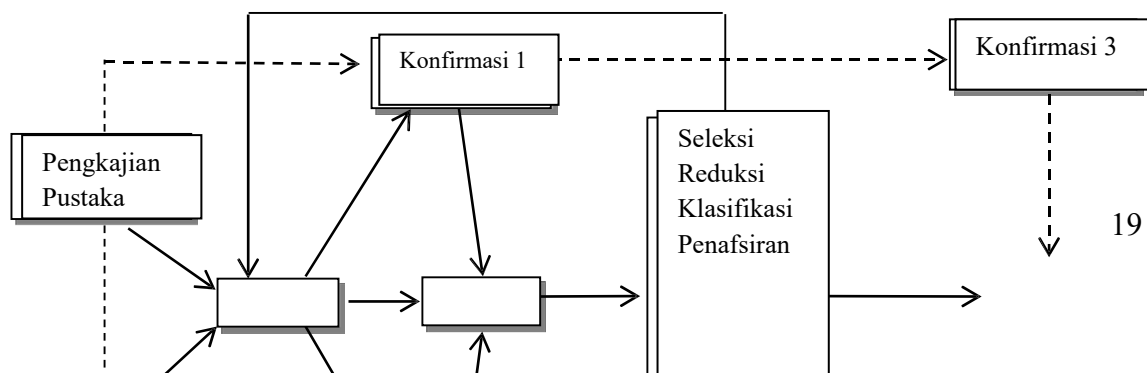 Konfirmasi 1
Konfirmasi 3
Pengkajian
Pustaka
Seleksi
Reduksi
Klasifikasi
Penafsiran
19